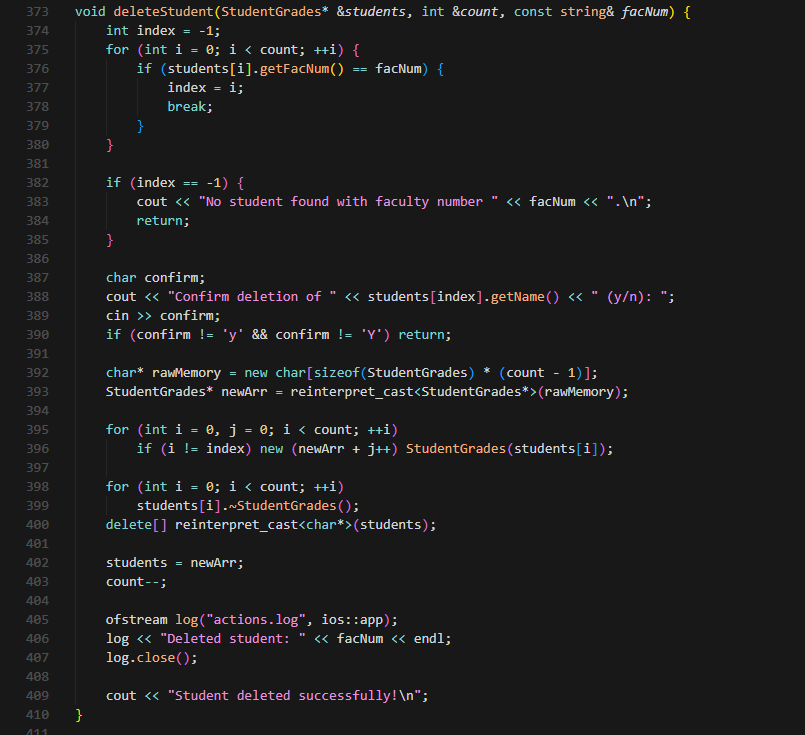 373 void deleteStudent(StudentGrades* &students, int &count, const string& facNum) {
374     int index = -1;
375     for (int i = 0; i < count; ++i) {
376         if (students[i].getFacNum() == facNum) {
377             index = i;
378             break;
379         }
380     }
381
382     if (index == -1) {
383         cout << "No student found with faculty number " << facNum << ".\n";
384         return;
385     }
386
387     char confirm;
388     cout << "Confirm deletion of " << students[index].getName() << " (y/n): ";
389     cin >> confirm;
390     if (confirm != 'y' && confirm != 'Y') return;
391
392     char* rawMemory = new char[sizeof(StudentGrades) * (count - 1)];
393     StudentGrades* newArr = reinterpret_cast<StudentGrades*>(rawMemory);
394
395     for (int i = 0, j = 0; i < count; ++i)
396         if (i != index) new (newArr + j++) StudentGrades(students[i]);
397
398     for (int i = 0; i < count; ++i)
399         students[i].~StudentGrades();
400     delete[] reinterpret_cast<char*>(students);
401
402     students = newArr;
403     count--;
404
405     ofstream log("actions.log", ios::app);
406     log << "Deleted student: " << facNum << endl;
407     log.close();
408
409     cout << "Student deleted successfully!\n";
410 }
411